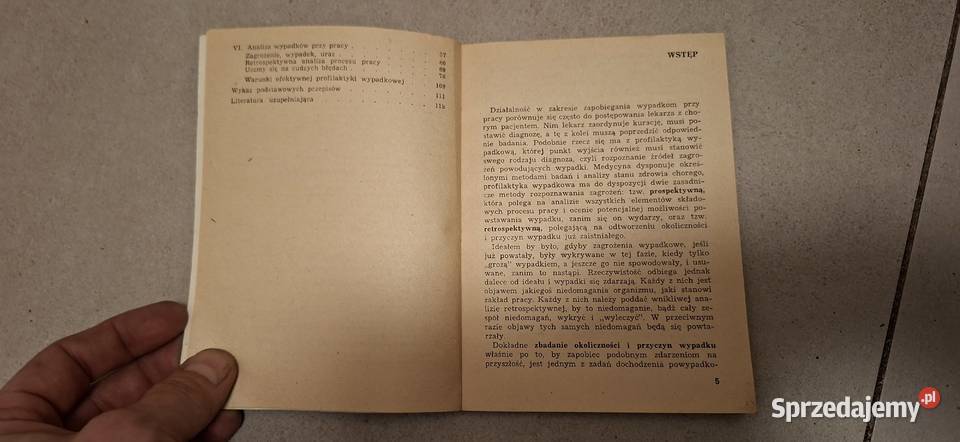 VI. Analiza wypadków przy pracy . . . . . 57
Zagrożenie, wypadek, uraz . . . . . 57
Retrospektywna analiza procesu pracy . . . 60
Uczmy się na cudzych błędach . . . . . 69
Warunki efektywnej profilaktyki wypadkowej . 76
Wykaz podstawowych przepisów . . . . . 109
Literatura uzupełniająca . . . . . 111
WSTĘP
Działalność w zakresie zapobiegania wypadkom przy
pracy porównuje się często do postępowania lekarza z cho-
rym pacjentem. Nim lekarz zaordynuje kurację, musi po-
stawić diagnozę, a tę z kolei muszą poprzedzić odpowied-
nie badania. Podobnie rzecz się ma z profilaktyką wy-
padkową, której punkt wyjścia również musi stanowić
swego rodzaju diagnoza, czyli rozpoznanie źródeł zagro-
żeń powodujących wypadki. Medycyna dysponuje okreś-
lonymi metodami badań i analizy stanu zdrowia chorego,
profilaktyka wypadkowa ma do dyspozycji dwie zasadni-
cze metody rozpoznawania zagrożeń: tzw. prospektywną,
która polega na analizie wszystkich elementów składo-
wych procesu pracy i ocenie potencjalnej możliwości po-
wstawania wypadku, zanim się on wydarzy, oraz tzw.
retrospektywną, polegającą na odtworzeniu okoliczności
i przyczyn wypadku już zaistniałego.
Ideałem by było, gdyby zagrożenia wypadkowe, jeśli
już powstały, były wykrywane w tej fazie, kiedy tylko
„grożą” wypadkiem, a jeszcze go nie spowodowały, i usu-
wane, zanim to nastąpi. Rzeczywistość odbiega jednak
dalece od ideału i wypadki się zdarzają. Każdy z nich jest
objawem jakiegoś niedomagania organizmu, jaki stanowi
zakład pracy. Każdy z nich należy poddać wnikliwej ana-
lizie retrospektywnej, by to niedomaganie, bądź cały ze-
spół niedomagań, wykryć i „wyleczyć”. W przeciwnym
razie objawy tych samych niedomagań będą się powta-
rzały.
Dokładne zbadanie okoliczności i przyczyn wypadku
właśnie po to, by zapobiec podobnym zdarzeniom na
przyszłość, jest jednym z zadań dochodzenia powypadko-
5
Sprzedajemy.pl